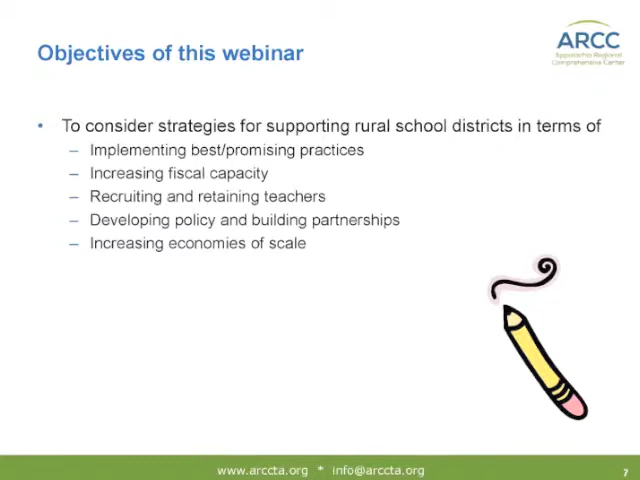 Objectives of this webinar
ARCC
Appalachia Regional
Comprehensive Center
• To consider strategies for supporting rural school districts in terms of
– Implementing best/promising practices
– Increasing fiscal capacity
– Recruiting and retaining teachers
– Developing policy and building partnerships
– Increasing economies of scale
www.arccta.org * info@arccta.org
7